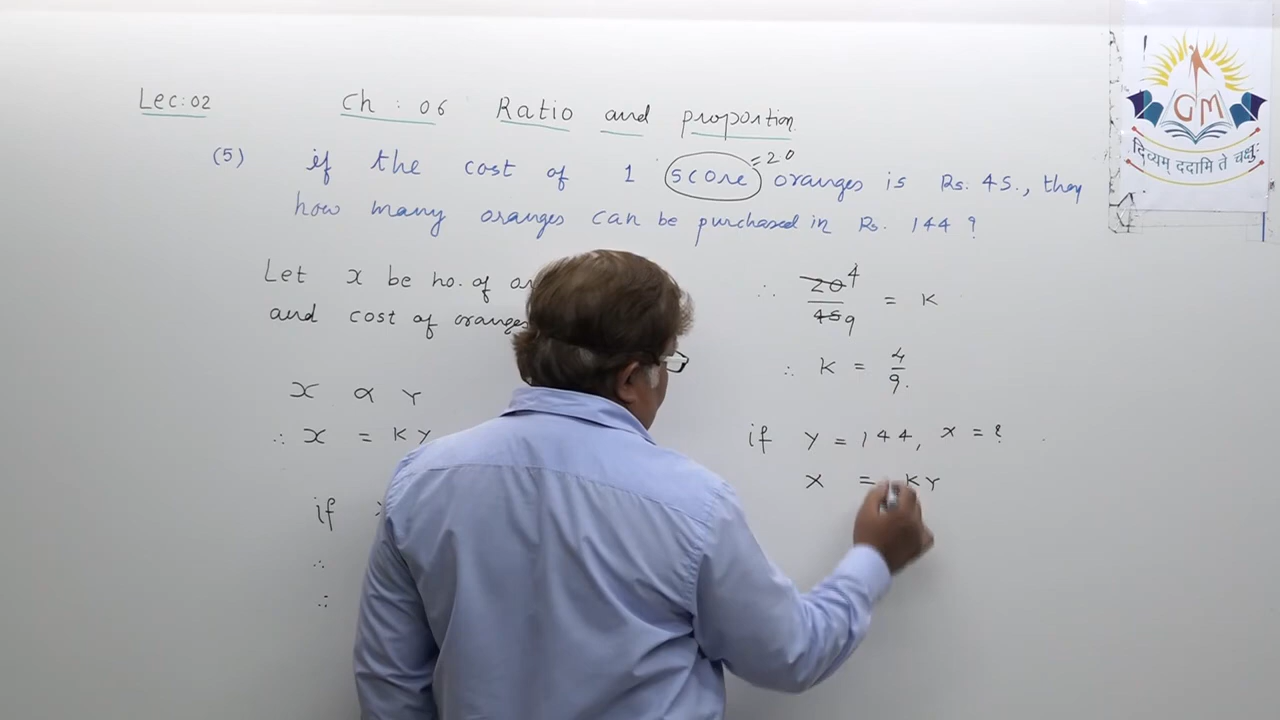 Lec:02
Ch : 06 Ratio and proportion
(5) if the cost of 1 score =20 oranges is Rs. 45., they
how many oranges can be purchased in Rs. 144 ?
Let x be no. of
and cost of oranges
x α Y
∴ x = KY
if
∴
∴
∴ 20 4 / 45 9 = K
∴ K = 4/9.
if Y = 144, X = ?
X = KY
GM
दिव्यम् ददामि ते चक्षुः